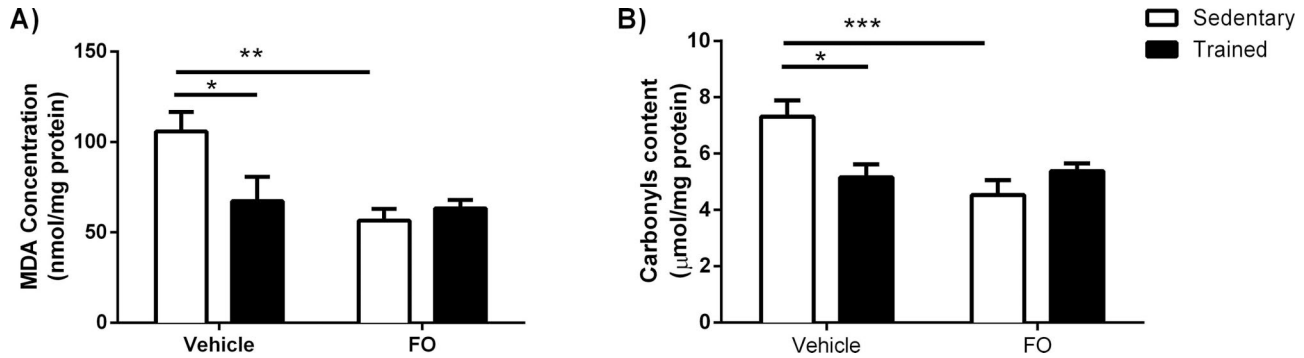 A)
MDA Concentration
(nmol/mg protein)
150
100
50
0
**
*
Vehicle
FO
B)
Carbonyls content
(μmol/mg protein)
10
8
6
4
2
0
***
*
Vehicle
FO
Sedentary
Trained